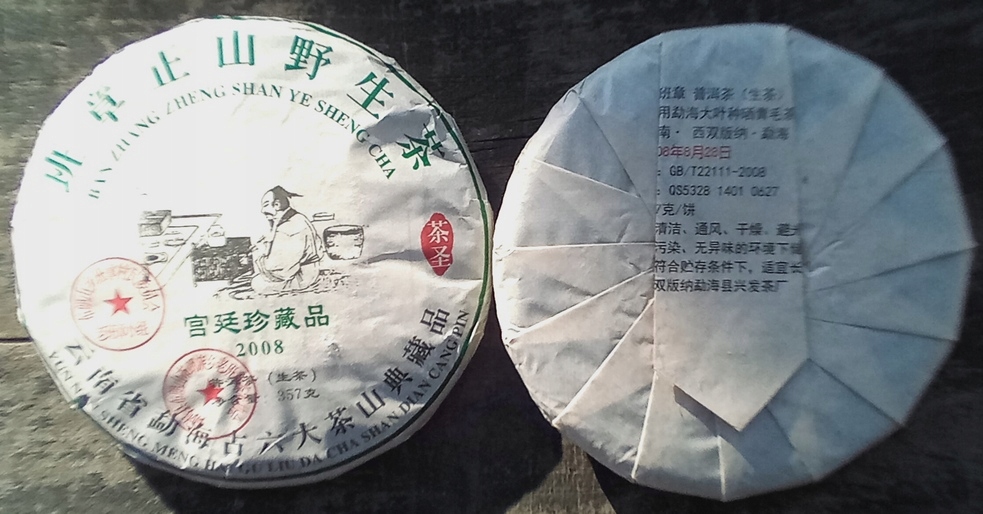 班章正山野生茶
BAN ZHANG ZHENG SHAN YE SHENG CHA
茶圣
宫廷珍藏品
2008
(生茶)
357克
云南省勐海古六大茶山典藏品
SHENG MENG HAI GU LIU DA CHA SHAN DIAN CANG PIN
班章 普洱茶(生茶)
用勐海大叶种晒青毛茶
南· 西双版纳·勐海
08年8月28日
: GB/T22111-2008
: QS5328 1401 0627
7克/饼
清洁、通风、干燥、避光
污染、无异味的环境下
符合贮存条件下,适宜长
双版纳勐海县兴发茶厂